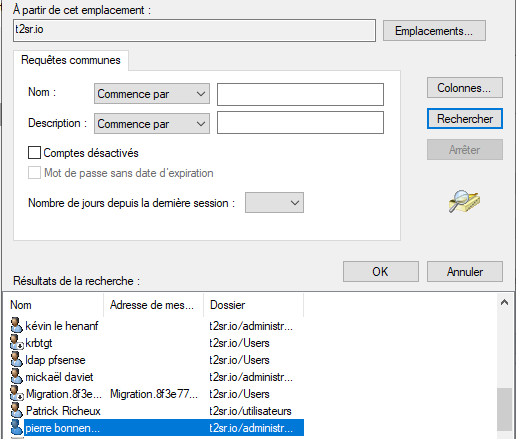 À partir de cet emplacement :
t2sr.io
Emplacements...
Requêtes communes
Nom :
Commence par
Colonnes...
Description :
Commence par
Rechercher
Comptes désactivés
Arrêter
Mot de passe sans date d'expiration
Nombre de jours depuis la dernière session :
OK
Annuler
Résultats de la recherche :
Nom Adresse de mes... Dossier
kévin le henanf t2sr.io/administr...
krbtgt t2sr.io/Users
ldap pfsense t2sr.io/Users
mickaël daviet t2sr.io/administr...
Migration.8f3e... Migration.8f3e77... t2sr.io/Users
Patrick Richeux t2sr.io/utilisateurs
pierre bonnen... t2sr.io/administr...